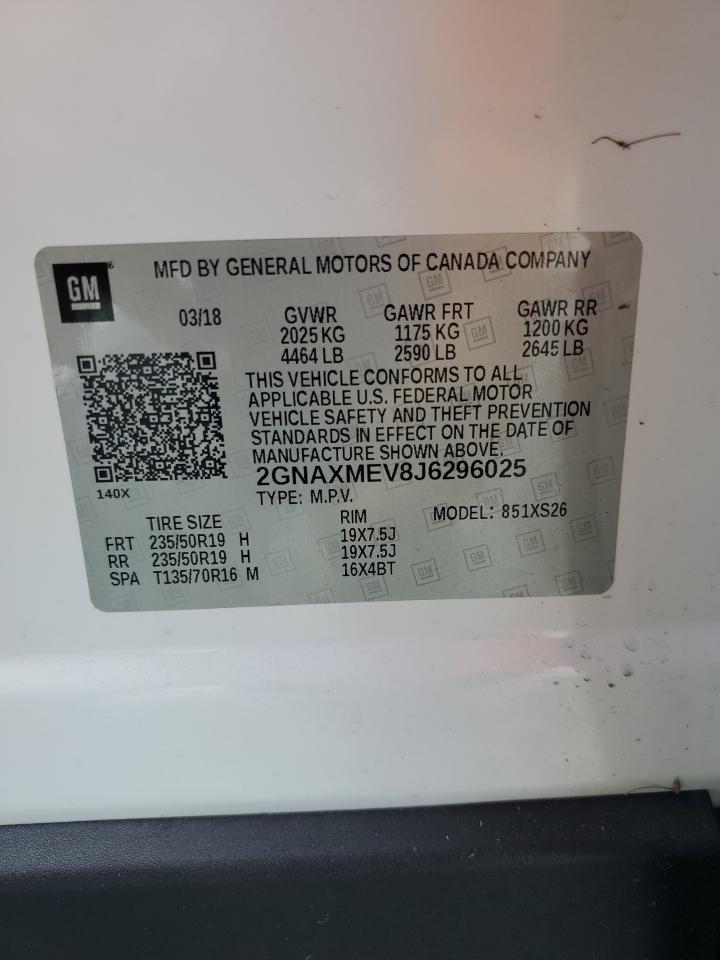 GM
MFD BY GENERAL MOTORS OF CANADA COMPANY
03/18 GVWR GAWR FRT GAWR RR
2025 KG 1175 KG 1200 KG
4464 LB 2590 LB 2645 LB
THIS VEHICLE CONFORMS TO ALL
APPLICABLE U.S. FEDERAL MOTOR
VEHICLE SAFETY AND THEFT PREVENTION
STANDARDS IN EFFECT ON THE DATE OF
MANUFACTURE SHOWN ABOVE.
2GNAXMEV8J6296025
140X
TYPE: M.P.V.
TIRE SIZE RIM MODEL: 851XS26
FRT 235/50R19 H 19X7.5J
RR 235/50R19 H 19X7.5J
SPA T135/70R16 M 16X4BT